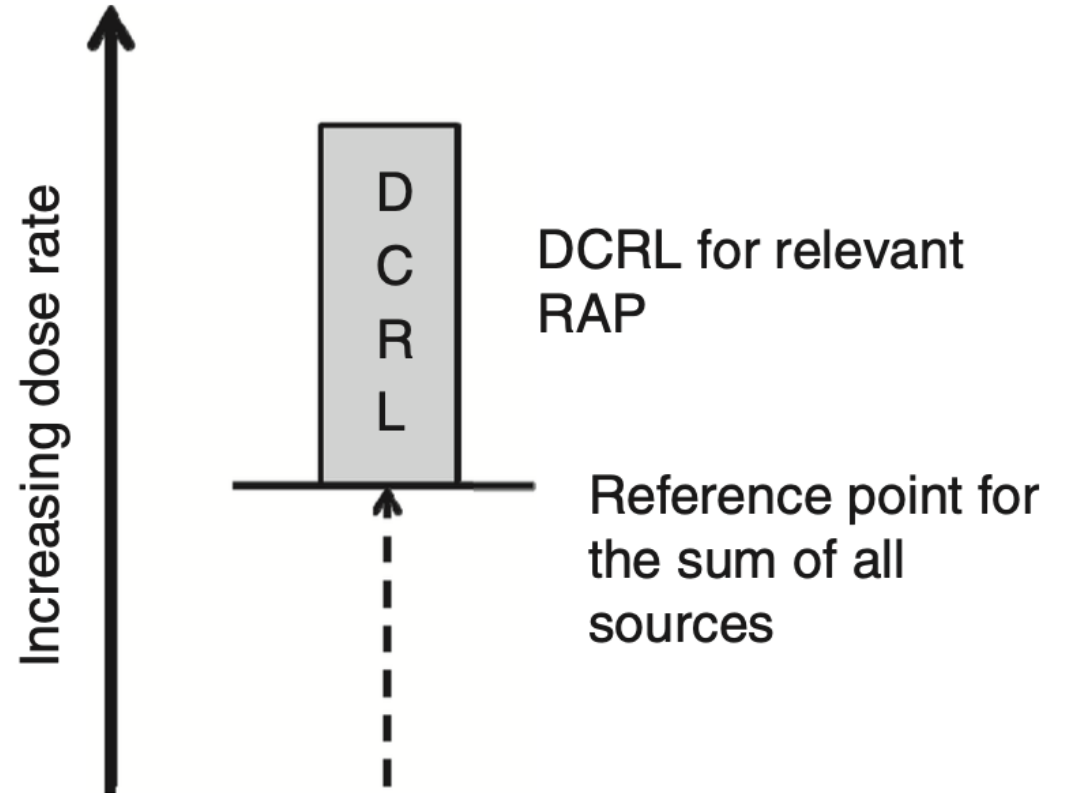 Increasing dose rate
D
C
R
L
DCRL for relevant
RAP
Reference point for
the sum of all
sources